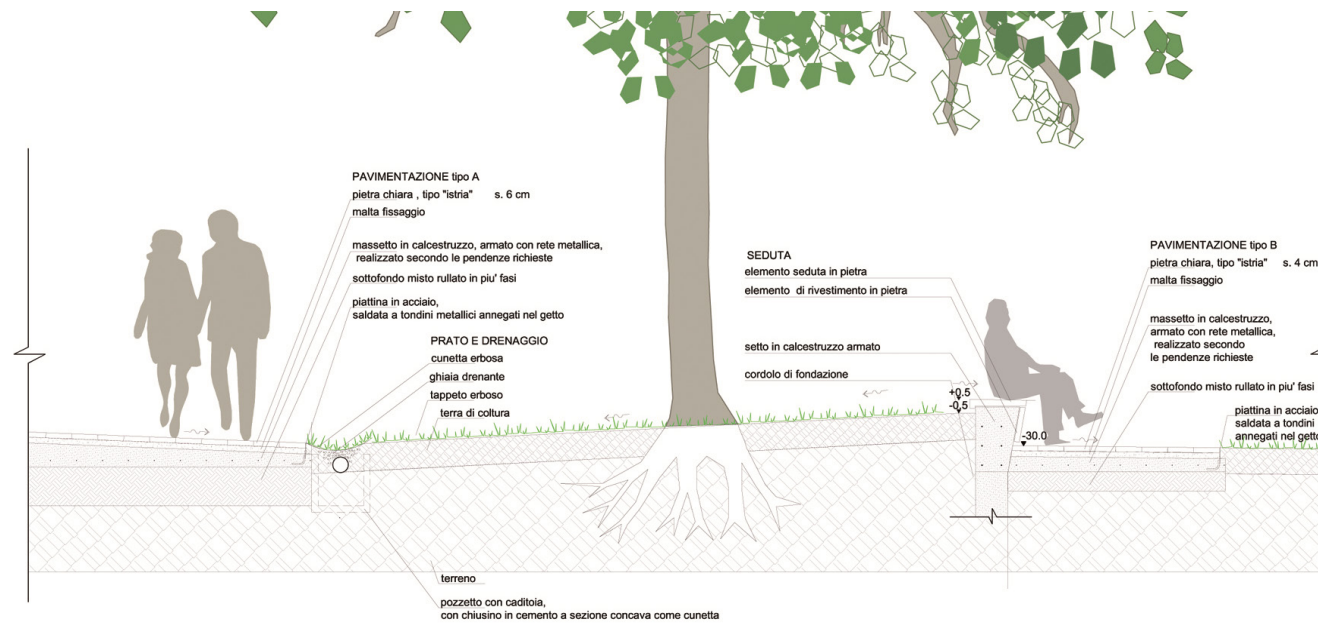 PAVIMENTAZIONE tipo A
pietra chiara , tipo "istria" s. 6 cm
malta fissaggio
massetto in calcestruzzo, armato con rete metallica,
realizzato secondo le pendenze richieste
sottofondo misto rullato in piu' fasi
piattina in acciaio,
saldata a tondini metallici annegati nel getto
PRATO E DRENAGGIO
cunetta erbosa
ghiaia drenante
tappeto erboso
terra di coltura
terreno
pozzetto con caditoia,
con chiusino in cemento a sezione concava come cunetta
SEDUTA
elemento seduta in pietra
elemento di rivestimento in pietra
setto in calcestruzzo armato
cordolo di fondazione
+0.5
-0.5
-30.0
PAVIMENTAZIONE tipo B
pietra chiara, tipo "istria" s. 4 cm
malta fissaggio
massetto in calcestruzzo,
armato con rete metallica,
realizzato secondo
le pendenze richieste
sottofondo misto rullato in piu' fasi
piattina in acciaio
saldata a tondini
annegati nel getto